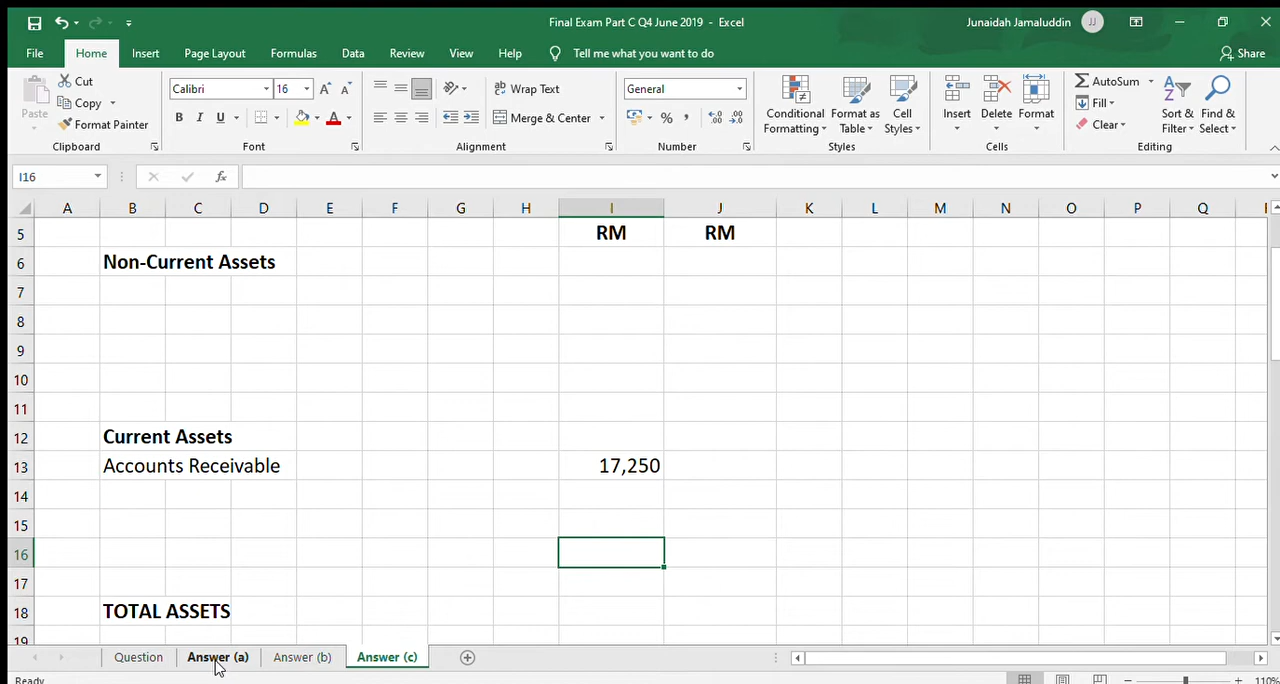 Final Exam Part C Q4 June 2019 - Excel
Junaidah Jamaluddin
JJ
File Home Insert Page Layout Formulas Data Review View Help Tell me what you want to do Share
Paste
Cut
Copy
Format Painter
Clipboard
Calibri 16
A A
B I U A
Font
ab Wrap Text
Merge & Center
Alignment
General
% , .00 .0
Number
Conditional Formatting
Format as Table
Cell Styles
Styles
Insert Delete Format
Cells
AutoSum
Fill
Clear
Sort & Filter
Find & Select
Editing
I16 fx
A B C D E F G H I J K L M N O P Q
5 RM RM
6 Non-Current Assets
7
8
9
10
11
12 Current Assets
13 Accounts Receivable 17,250
14
15
16
17
18 TOTAL ASSETS
19
Question Answer (a) Answer (b) Answer (c)
Ready 110%